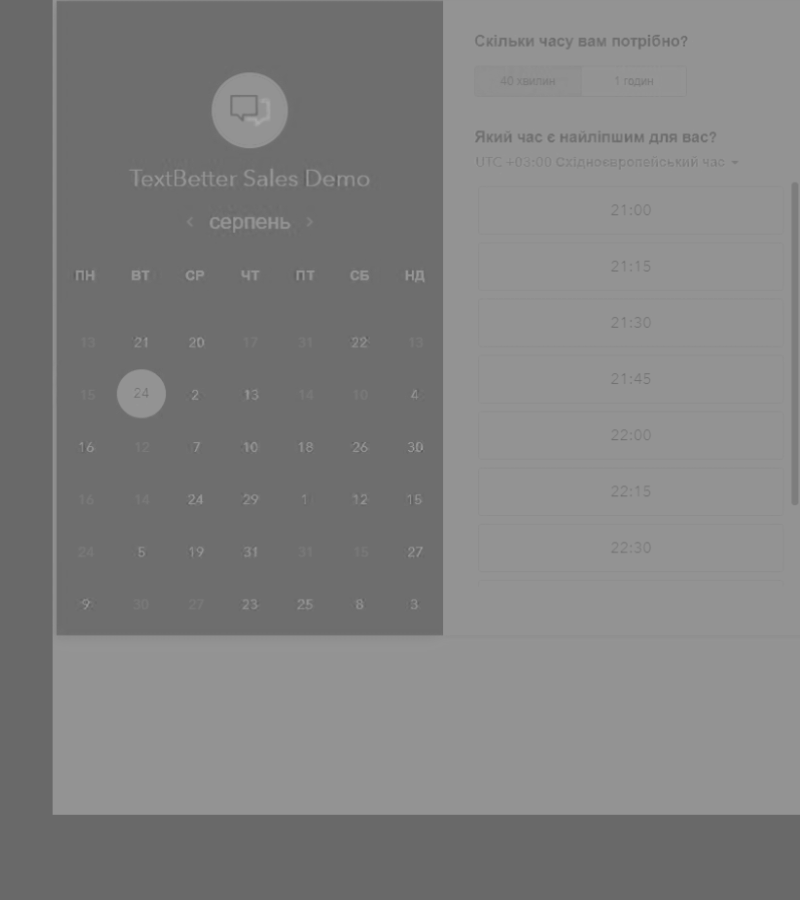 TextBetter Sales Demo
серпень
ПН ВТ СР ЧТ ПТ СБ НД
13 21 20 17 31 22 13
15 24 2 13 14 10 4
16 12 7 10 18 26 30
16 14 24 29 1 12 15
24 5 19 31 31 15 27
9 30 27 23 25 8 3
Скільки часу вам потрібно?
40 хвилин 1 годин
Який час є найліпшим для вас?
UTC +03:00 Східноєвропейський час
21:00
21:15
21:30
21:45
22:00
22:15
22:30